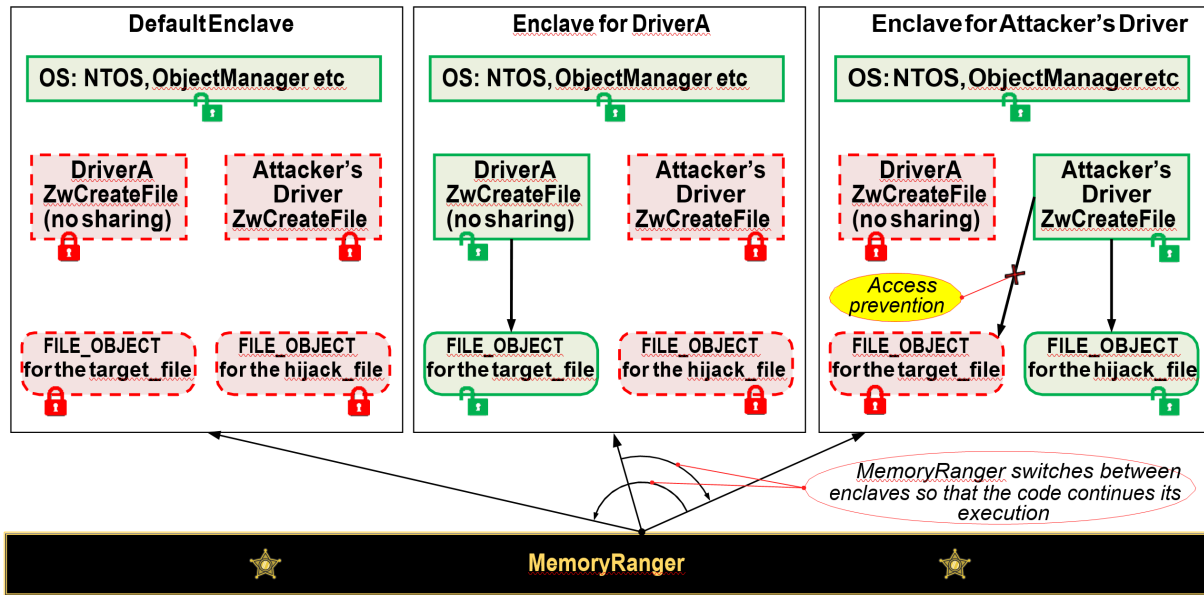 Default Enclave
OS: NTOS, ObjectManager etc
DriverA
ZwCreateFile
(no sharing)
Attacker's
Driver
ZwCreateFile
FILE_OBJECT
for the target_file
FILE_OBJECT
for the hijack_file
Enclave for DriverA
OS: NTOS, ObjectManager etc
DriverA
ZwCreateFile
(no sharing)
Attacker's
Driver
ZwCreateFile
FILE_OBJECT
for the target_file
FILE_OBJECT
for the hijack_file
Enclave for Attacker's Driver
OS: NTOS, ObjectManager etc
DriverA
ZwCreateFile
(no sharing)
Attacker's
Driver
ZwCreateFile
Access
prevention
FILE_OBJECT
for the target_file
FILE_OBJECT
for the hijack_file
MemoryRanger switches between
enclaves so that the code continues its
execution
MemoryRanger